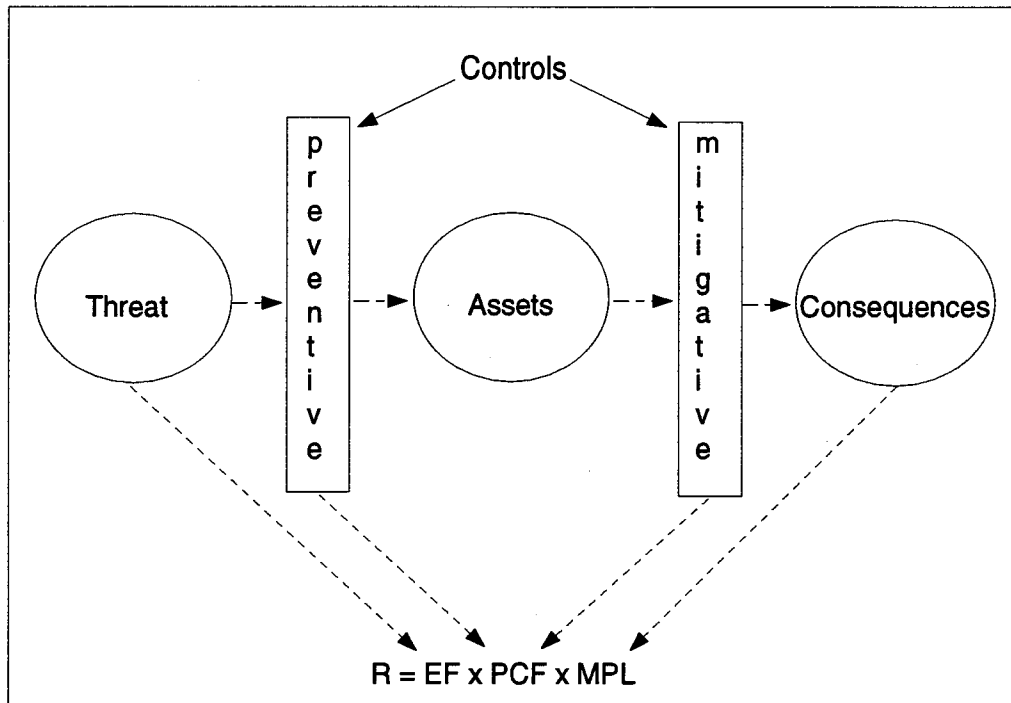 Controls
preventive
mitigative
Threat
Assets
Consequences
R = EF x PCF x MPL